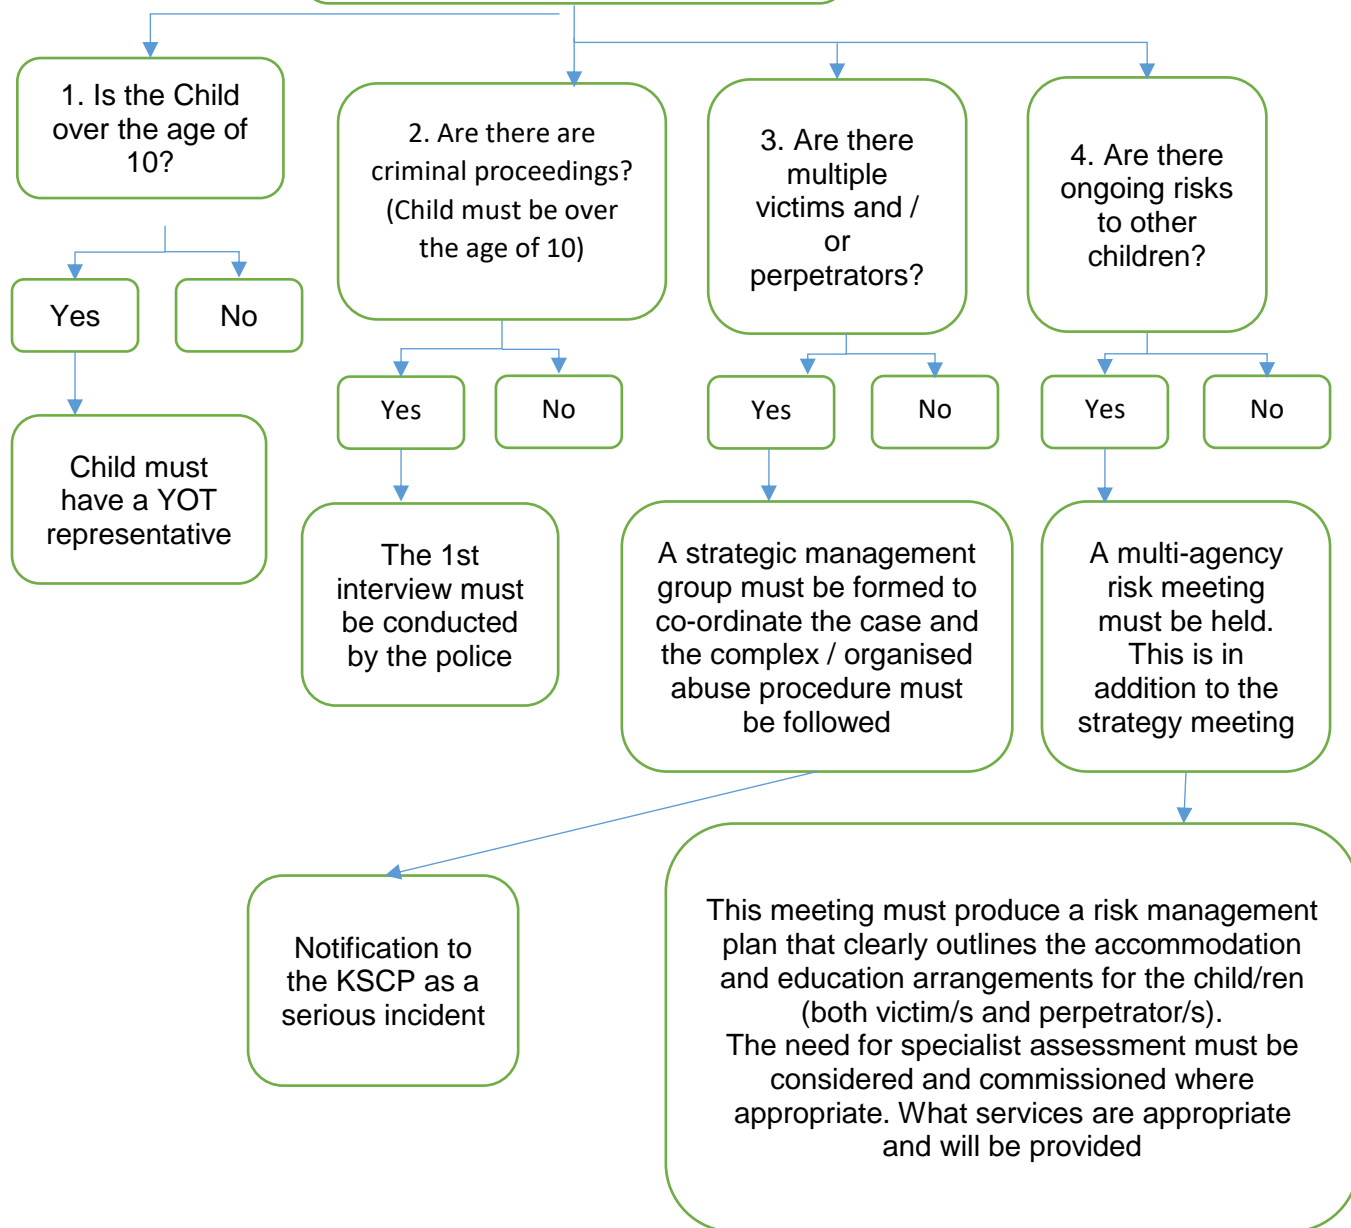 1. Is the Child
over the age of
10?
2. Are there are
criminal proceedings?
(Child must be over
the age of 10)
3. Are there
multiple
victims and /
or
perpetrators?
4. Are there
ongoing risks
to other
children?
Yes
No
Yes
No
Yes
No
Yes
No
Child must
have a YOT
representative
The 1st
interview must
be conducted
by the police
A strategic management
group must be formed to
co-ordinate the case and
the complex / organised
abuse procedure must
be followed
A multi-agency
risk meeting
must be held.
This is in
addition to the
strategy meeting
Notification to
the KSCP as a
serious incident
This meeting must produce a risk management
plan that clearly outlines the accommodation
and education arrangements for the child/ren
(both victim/s and perpetrator/s).
The need for specialist assessment must be
considered and commissioned where
appropriate. What services are appropriate
and will be provided